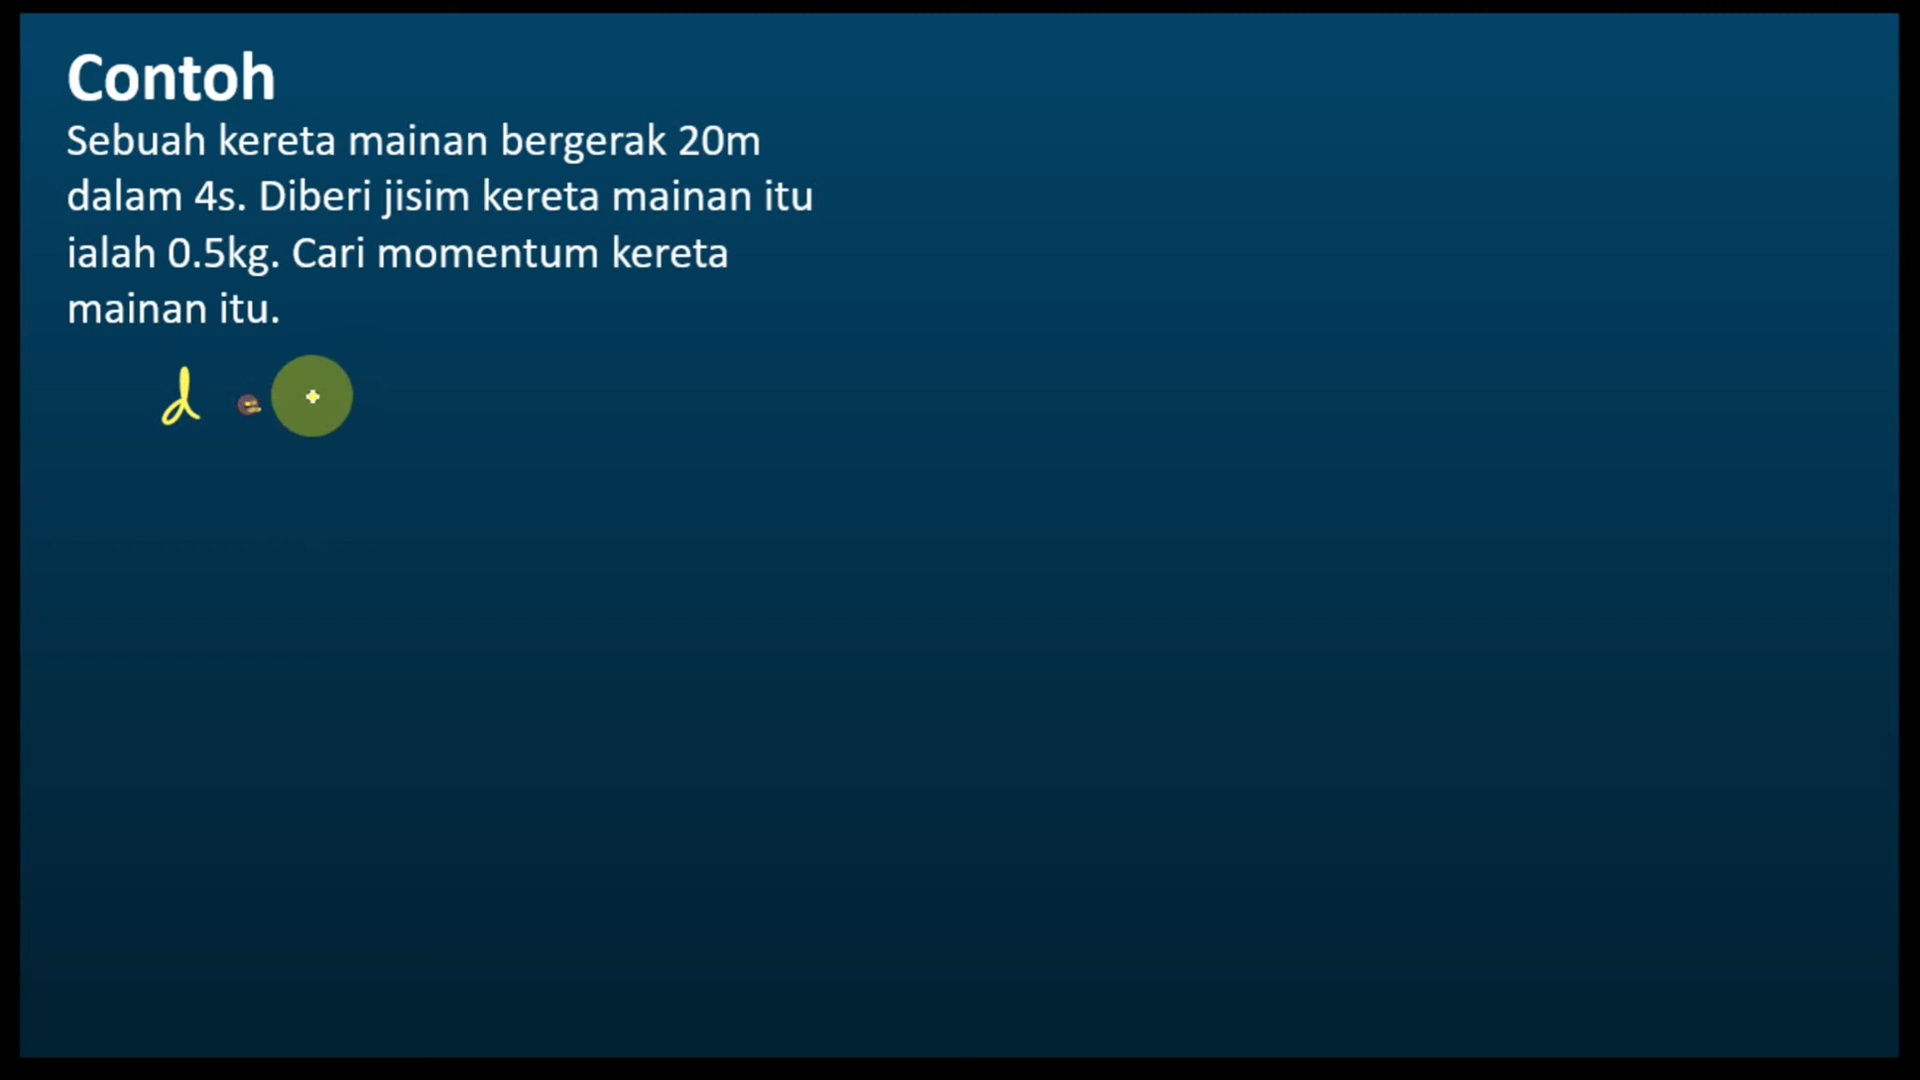 Contoh
Sebuah kereta mainan bergerak 20m
dalam 4s. Diberi jisim kereta mainan itu
ialah 0.5kg. Cari momentum kereta
mainan itu.
d =